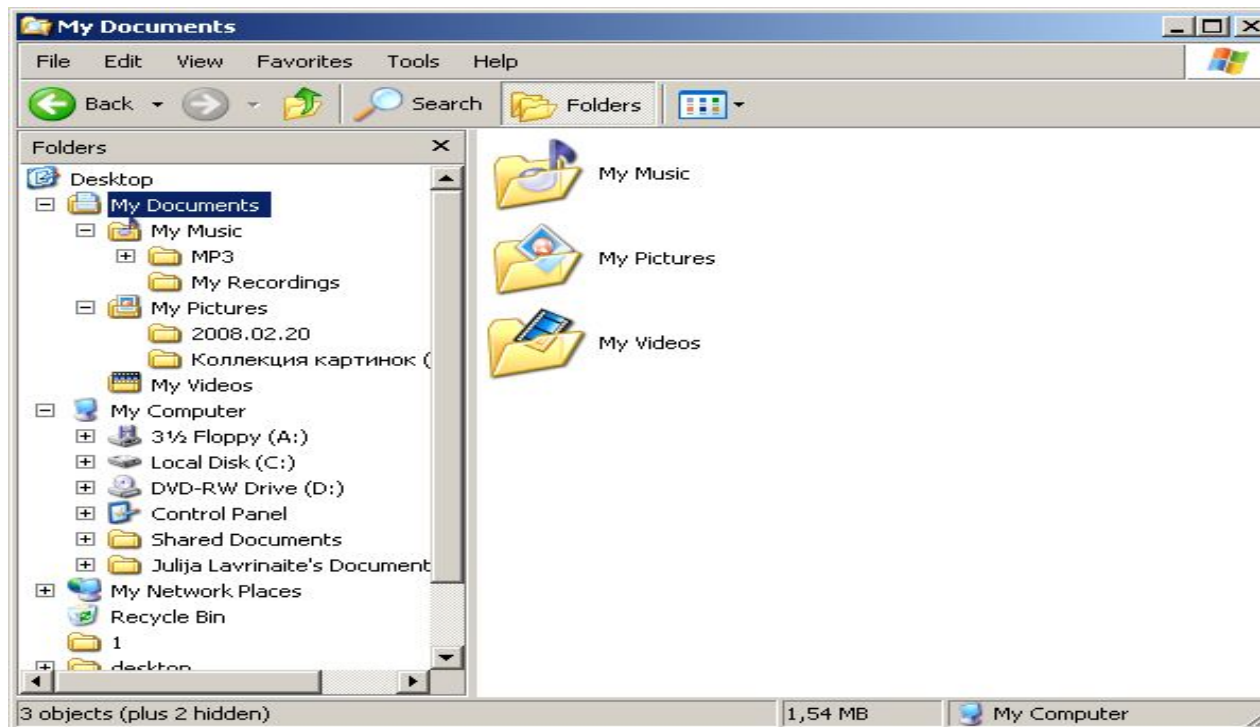 My Documents
File Edit View Favorites Tools Help
Back Search Folders
Folders
Desktop
My Documents
My Music
MP3
My Recordings
My Pictures
2008.02.20
Коллекция картинок (
My Videos
My Computer
3½ Floppy (A:)
Local Disk (C:)
DVD-RW Drive (D:)
Control Panel
Shared Documents
Julija Lavrinaite's Document
My Network Places
Recycle Bin
1
desktop
My Music
My Pictures
My Videos
3 objects (plus 2 hidden) 1,54 MB My Computer